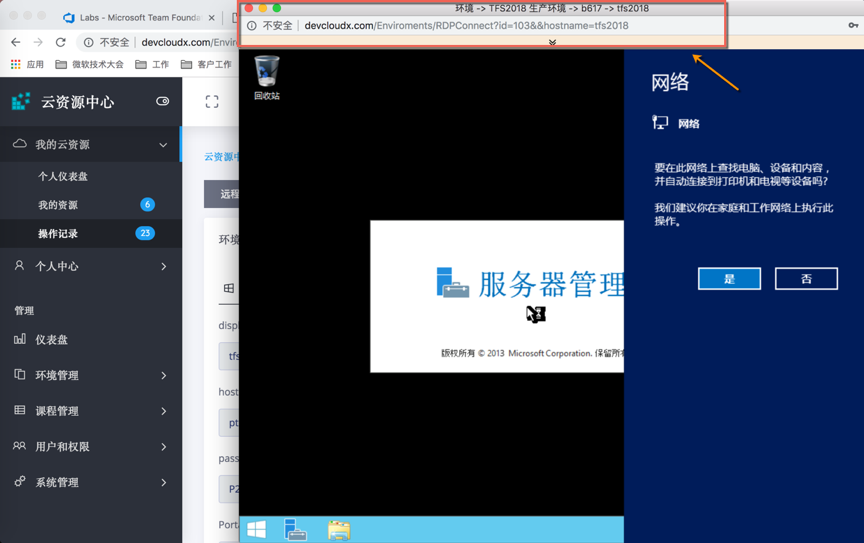 Labs - Microsoft Team Founda
环境 -> TFS2018 生产环境 -> b617 -> tfs2018
不安全 | devcloudx.com/Enviroments/RDPConnect?id=103&&hostname=tfs2018
不安全 | devcloudx.com/Enviro
应用 微软技术大会 工作 客户工作
云资源中心
我的云资源
个人仪表盘
我的资源 6
操作记录 23
个人中心
管理
仪表盘
环境管理
课程管理
用户和权限
系统管理
云资源中
远程
环境
disp
tfs
host
pt
pass
P2
Porta
回收站
服务器管理
版权所有 © 2013 Microsoft Corporation. 保留所有
网络
网络
要在此网络上查找电脑、设备和内容，
并自动连接到打印机和电视等设备吗?
我们建议你在家庭和工作网络上执行此
操作。
是 否